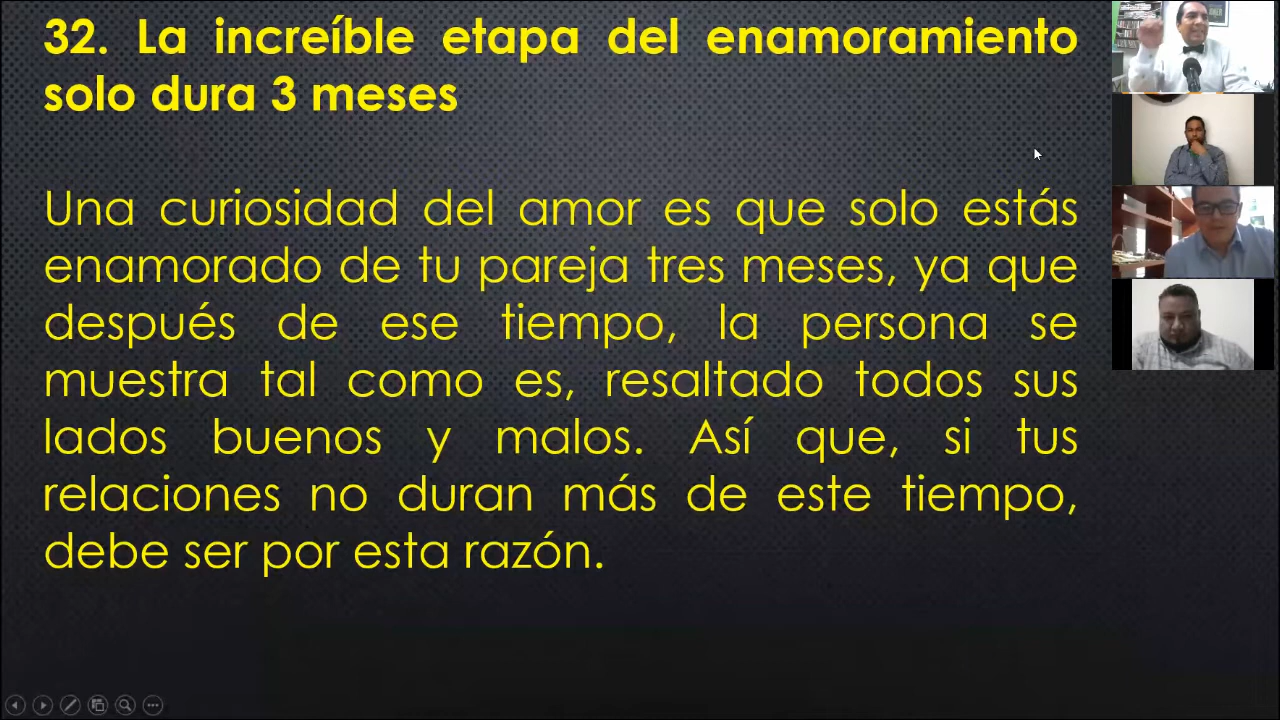 32. La increíble etapa del enamoramiento
solo dura 3 meses
Una curiosidad del amor es que solo estás
enamorado de tu pareja tres meses, ya que
después de ese tiempo, la persona se
muestra tal como es, resaltado todos sus
lados buenos y malos. Así que, si tus
relaciones no duran más de este tiempo,
debe ser por esta razón.